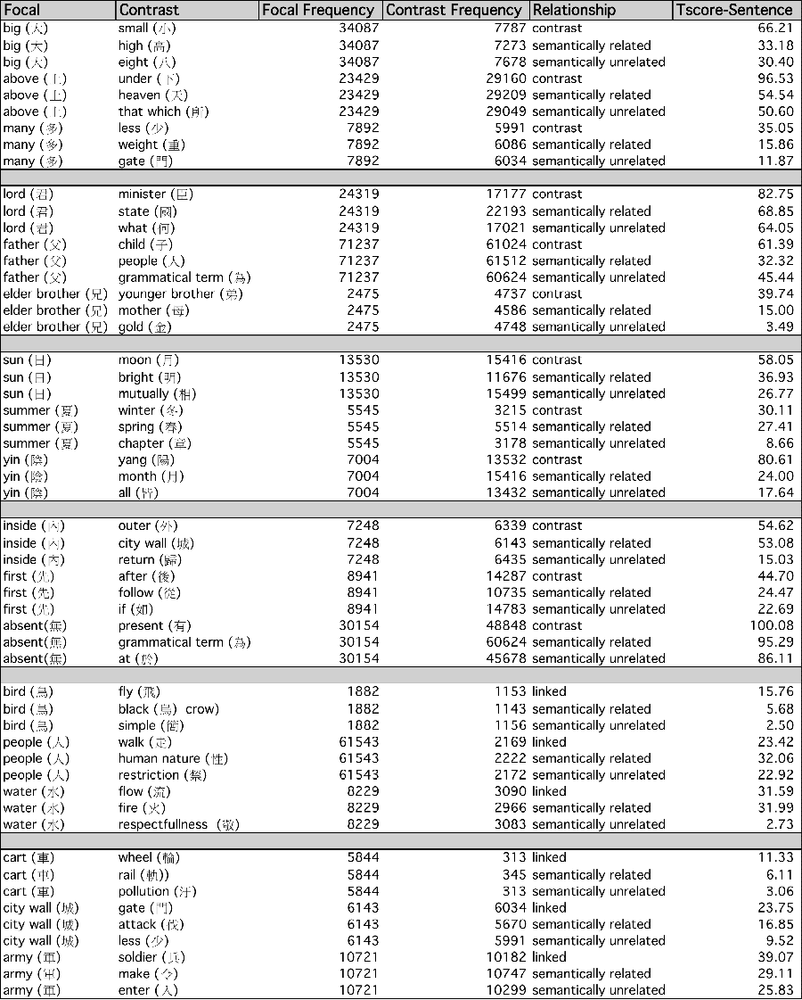 Focal Contrast Focal Frequency Contrast Frequency Relationship Tscore-Sentence
big (大) small (小) 34087 7787 contrast 66.21
big (大) high (高) 34087 7273 semantically related 33.18
big (大) eight (八) 34087 7678 semantically unrelated 30.40
above (上) under (下) 23429 29160 contrast 96.53
above (上) heaven (天) 23429 29209 semantically related 54.54
above (上) that which (所) 23429 29049 semantically unrelated 50.60
many (多) less (少) 7892 5991 contrast 35.05
many (多) weight (重) 7892 6086 semantically related 15.86
many (多) gate (門) 7892 6034 semantically unrelated 11.87
lord (君) minister (臣) 24319 17177 contrast 82.75
lord (君) state (國) 24319 22193 semantically related 68.85
lord (君) what (何) 24319 17021 semantically unrelated 64.05
father (父) child (子) 71237 61024 contrast 61.39
father (父) people (人) 71237 61512 semantically related 32.32
father (父) grammatical term (為) 71237 60624 semantically unrelated 45.44
elder brother (兄) younger brother (弟) 2475 4737 contrast 39.74
elder brother (兄) mother (母) 2475 4586 semantically related 15.00
elder brother (兄) gold (金) 2475 4748 semantically unrelated 3.49
sun (日) moon (月) 13530 15416 contrast 58.05
sun (日) bright (明) 13530 11676 semantically related 36.93
sun (日) mutually (相) 13530 15499 semantically unrelated 26.77
summer (夏) winter (冬) 5545 3215 contrast 30.11
summer (夏) spring (春) 5545 5514 semantically related 27.41
summer (夏) chapter (章) 5545 3178 semantically unrelated 8.66
yin (陰) yang (陽) 7004 13532 contrast 80.61
yin (陰) month (月) 7004 15416 semantically related 24.00
yin (陰) all (皆) 7004 13432 semantically unrelated 17.64
inside (內) outer (外) 7248 6339 contrast 54.62
inside (內) city wall (城) 7248 6143 semantically related 53.08
inside (內) return (歸) 7248 6435 semantically unrelated 15.03
first (先) after (後) 8941 14287 contrast 44.70
first (先) follow (從) 8941 10735 semantically related 24.47
first (先) if (如) 8941 14783 semantically unrelated 22.69
absent(無) present (有) 30154 48848 contrast 100.08
absent(無) grammatical term (為) 30154 60624 semantically related 95.29
absent(無) at (於) 30154 45678 semantically unrelated 86.11
bird (鳥) fly (飛) 1882 1153 linked 15.76
bird (鳥) black (烏) crow) 1882 1143 semantically related 5.68
bird (鳥) simple (簡) 1882 1156 semantically unrelated 2.50
people (人) walk (走) 61543 2169 linked 23.42
people (人) human nature (性) 61543 2222 semantically related 32.06
people (人) restriction (禁) 61543 2172 semantically unrelated 22.92
water (水) flow (流) 8229 3090 linked 31.59
water (水) fire (火) 8229 2966 semantically related 31.99
water (水) respectfullness (敬) 8229 3083 semantically unrelated 2.73
cart (車) wheel (輪) 5844 313 linked 11.33
cart (車) rail (軌)) 5844 345 semantically related 6.11
cart (車) pollution (汙) 5844 313 semantically unrelated 3.06
city wall (城) gate (門) 6143 6034 linked 23.75
city wall (城) attack (伐) 6143 5670 semantically related 16.85
city wall (城) less (少) 6143 5991 semantically unrelated 9.52
army (軍) soldier (兵) 10721 10182 linked 39.07
army (軍) make (令) 10721 10747 semantically related 29.11
army (軍) enter (入) 10721 10299 semantically unrelated 25.83